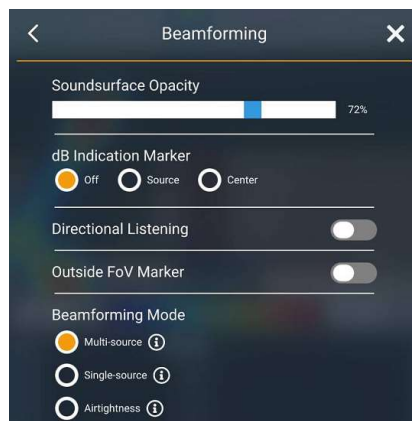 Beamforming
Soundsurface Opacity
72%
dB Indication Marker
Off Source Center
Directional Listening
Outside FoV Marker
Beamforming Mode
Multi-source
Single-source
Airtightness